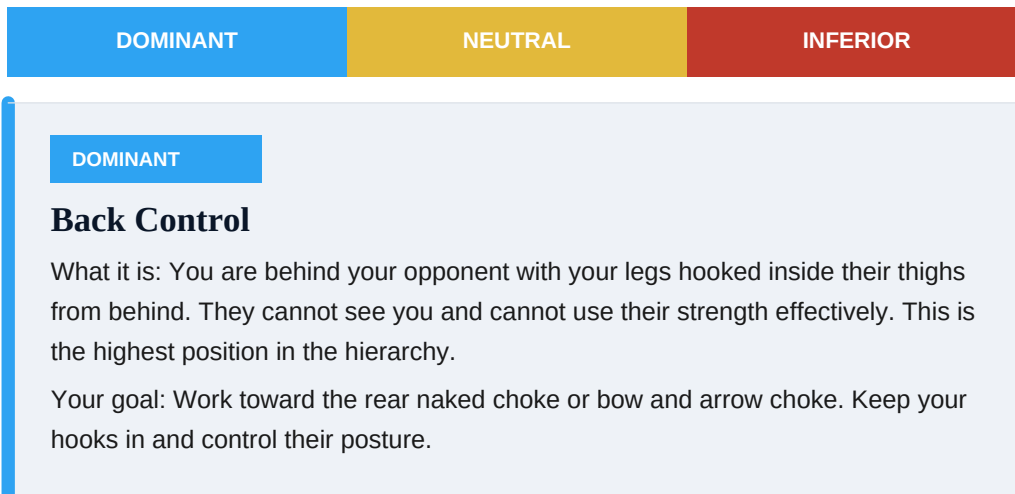 DOMINANT NEUTRAL INFERIOR
DOMINANT
Back Control
What it is: You are behind your opponent with your legs hooked inside their thighs
from behind. They cannot see you and cannot use their strength effectively. This is
the highest position in the hierarchy.
Your goal: Work toward the rear naked choke or bow and arrow choke. Keep your
hooks in and control their posture.